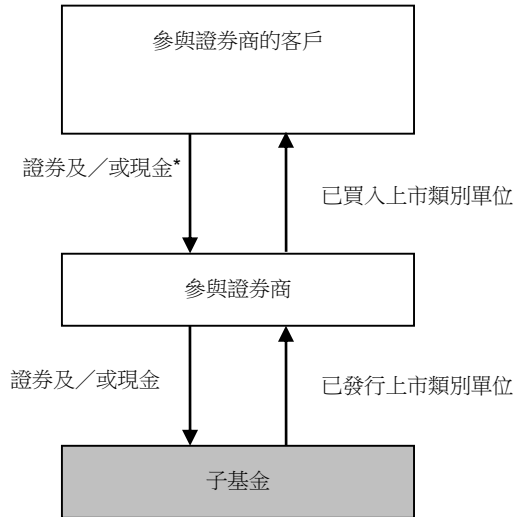 參與證券商的客戶
證券及／或現金*
已買入上市類別單位
參與證券商
證券及／或現金
已發行上市類別單位
子基金